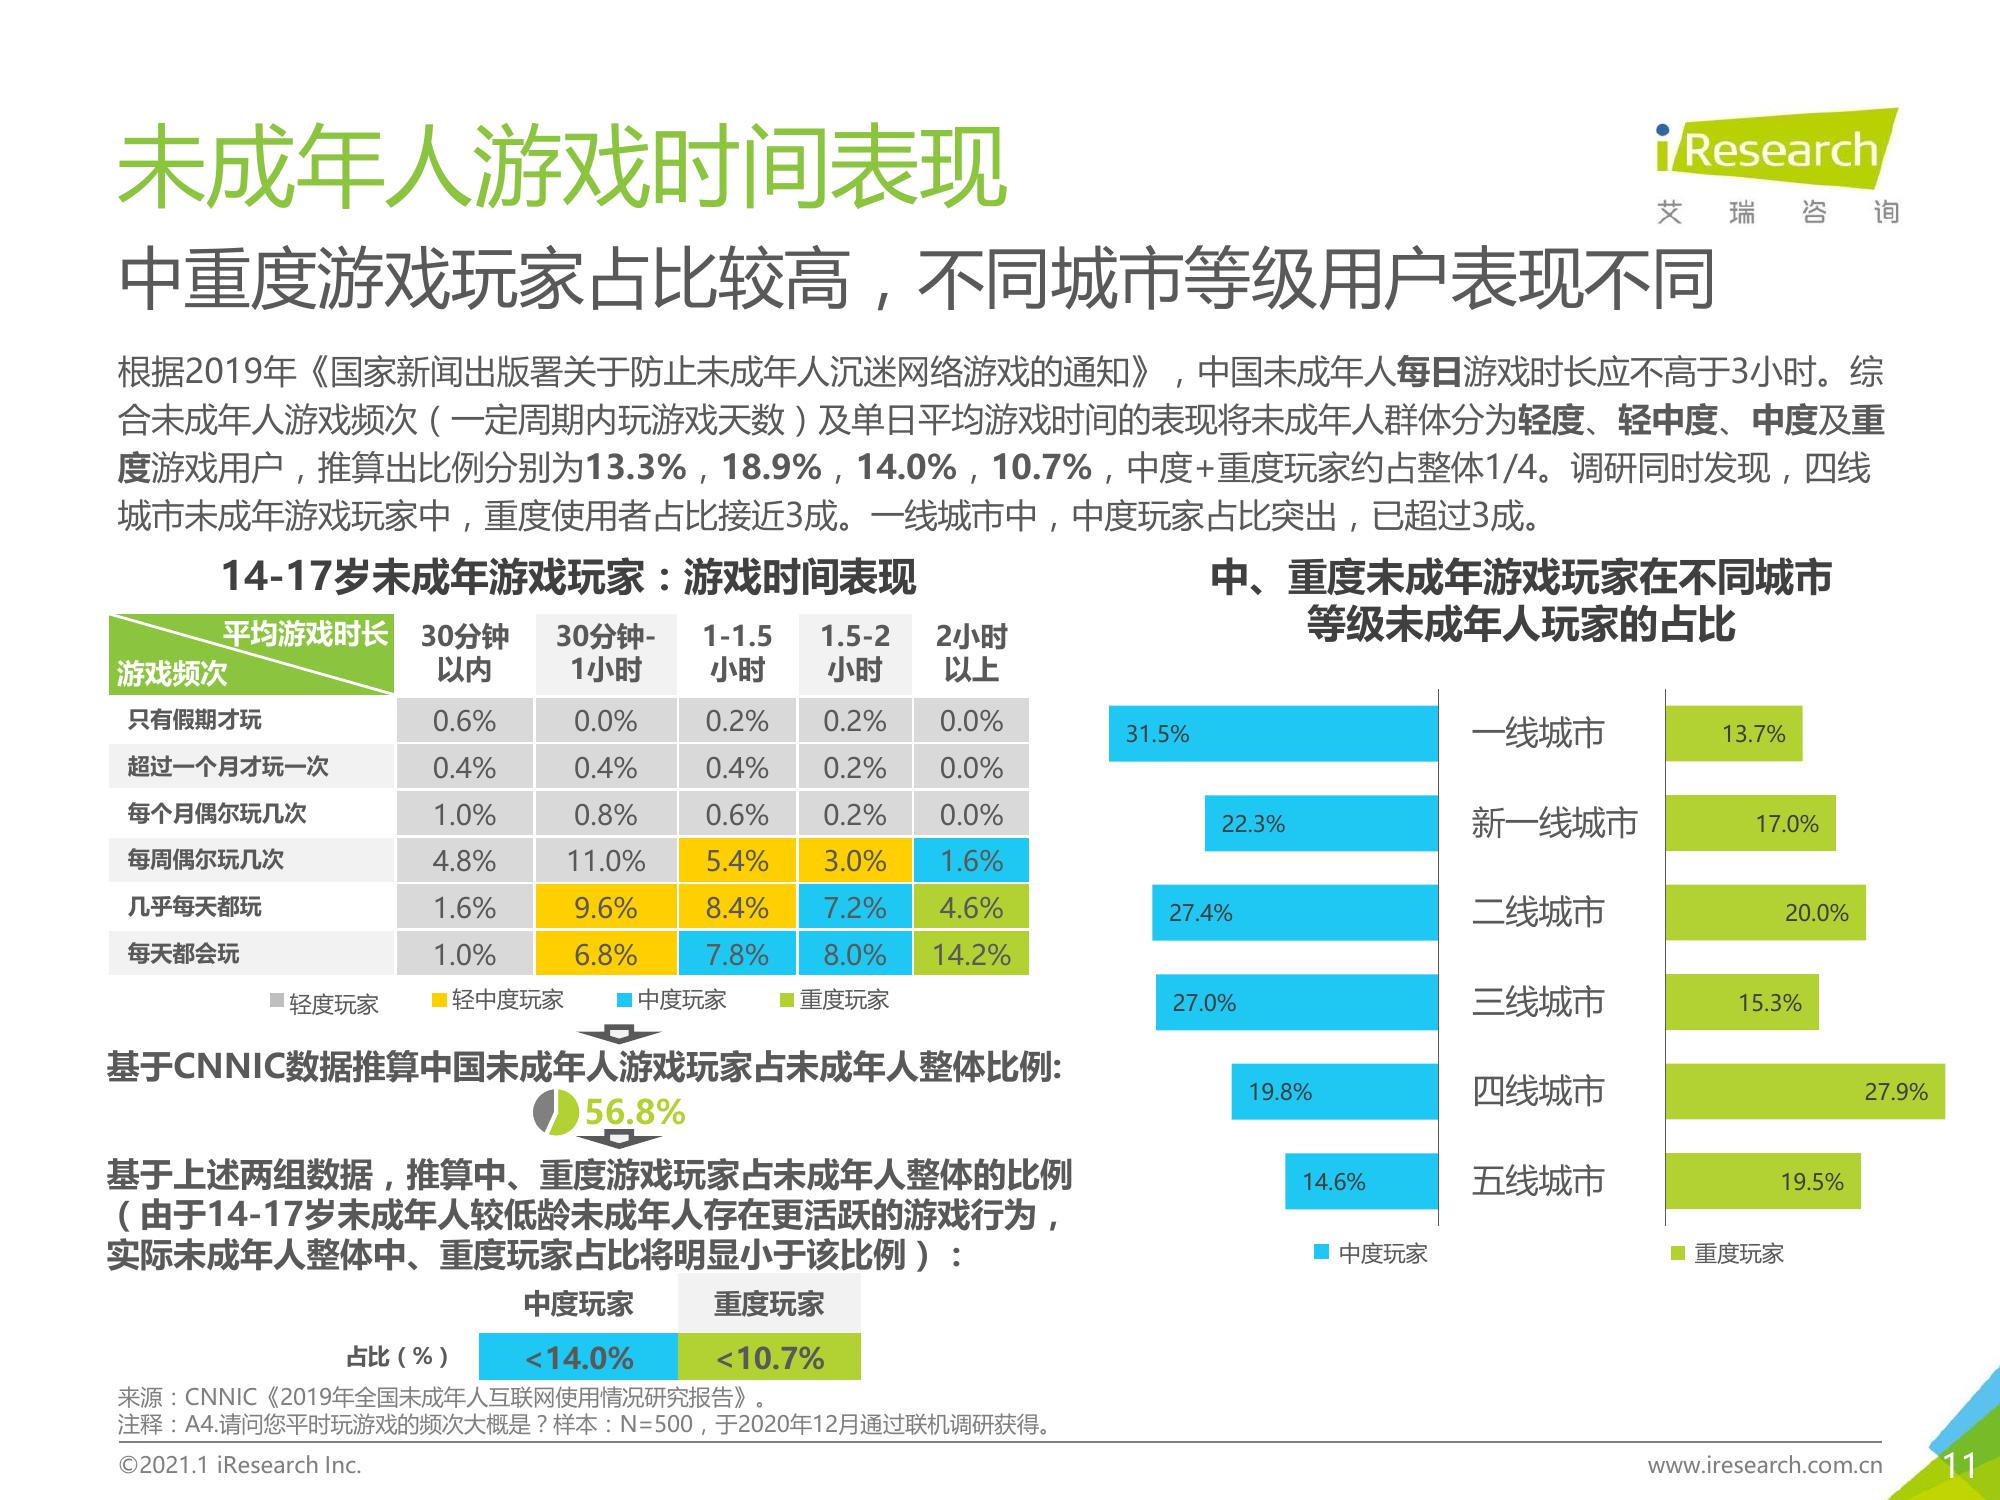 未成年人游戏时间表现
iResearch
艾瑞咨询
中重度游戏玩家占比较高，不同城市等级用户表现不同
根据2019年《国家新闻出版署关于防止未成年人沉迷网络游戏的通知》，中国未成年人每日游戏时长应不高于3小时。综
合未成年人游戏频次（一定周期内玩游戏天数）及单日平均游戏时间的表现将未成年人群体分为轻度、轻中度、中度及重
度游戏用户，推算出比例分别为13.3%，18.9%，14.0%，10.7%，中度+重度玩家约占整体1/4。调研同时发现，四线
城市未成年游戏玩家中，重度使用者占比接近3成。一线城市中，中度玩家占比突出，已超过3成。
14-17岁未成年游戏玩家：游戏时间表现
平均游戏时长
游戏频次
30分钟
以内
30分钟-
1小时
1-1.5
小时
1.5-2
小时
2小时
以上
只有假期才玩 0.6% 0.0% 0.2% 0.2% 0.0%
超过一个月才玩一次 0.4% 0.4% 0.4% 0.2% 0.0%
每个月偶尔玩几次 1.0% 0.8% 0.6% 0.2% 0.0%
每周偶尔玩几次 4.8% 11.0% 5.4% 3.0% 1.6%
几乎每天都玩 1.6% 9.6% 8.4% 7.2% 4.6%
每天都会玩 1.0% 6.8% 7.8% 8.0% 14.2%
轻度玩家 轻中度玩家 中度玩家 重度玩家
基于CNNIC数据推算中国未成年人游戏玩家占未成年人整体比例:
56.8%
基于上述两组数据，推算中、重度游戏玩家占未成年人整体的比例
（由于14-17岁未成年人较低龄未成年人存在更活跃的游戏行为，
实际未成年人整体中、重度玩家占比将明显小于该比例）：
中度玩家 重度玩家
占比（%） <14.0% <10.7%
中、重度未成年游戏玩家在不同城市
等级未成年人玩家的占比
31.5% 一线城市 13.7%
22.3% 新一线城市 17.0%
27.4% 二线城市 20.0%
27.0% 三线城市 15.3%
19.8% 四线城市 27.9%
14.6% 五线城市 19.5%
中度玩家 重度玩家
来源：CNNIC《2019年全国未成年人互联网使用情况研究报告》。
注释：A4.请问您平时玩游戏的频次大概是？样本：N=500，于2020年12月通过联机调研获得。
©2021.1 iResearch Inc.
www.iresearch.com.cn
11